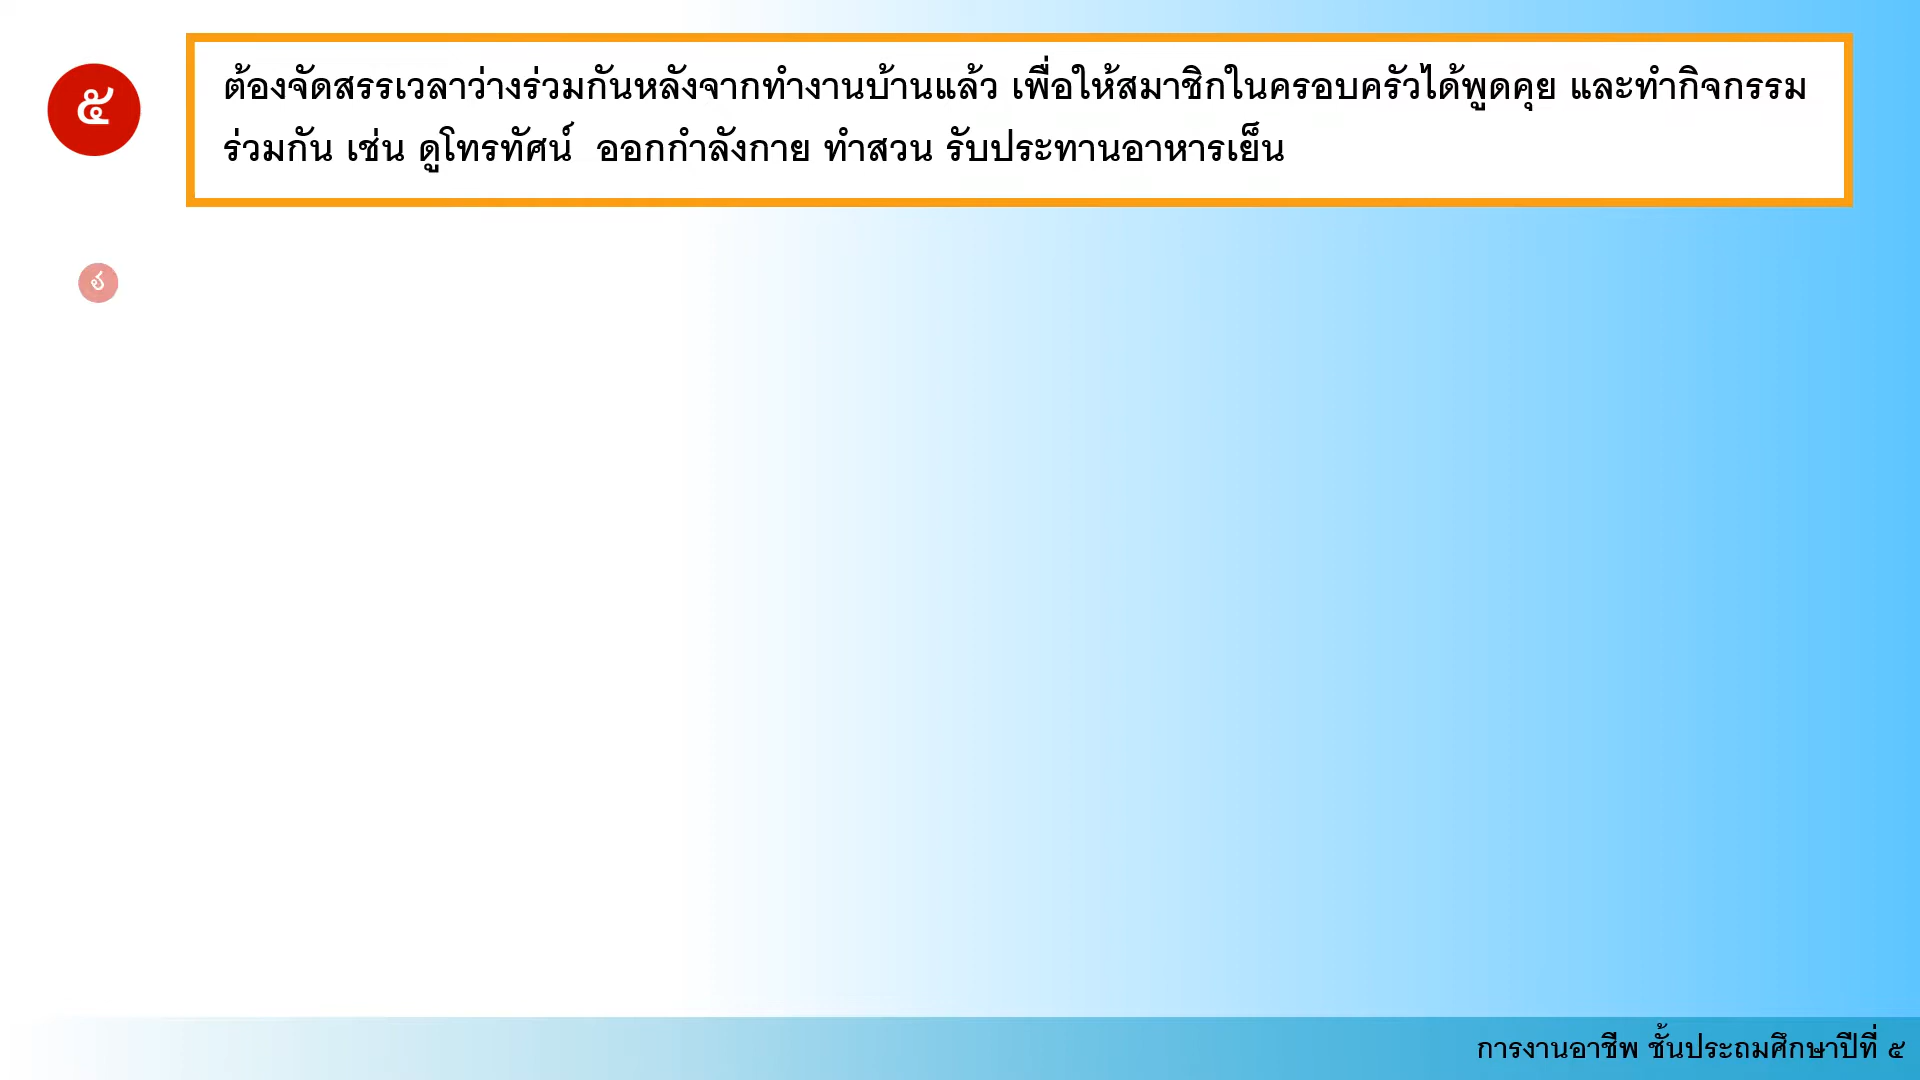 ๕
ต้องจัดสรรเวลาว่างร่วมกันหลังจากทำงานบ้านแล้ว เพื่อให้สมาชิกในครอบครัวได้พูดคุย และทำกิจกรรม
ร่วมกัน เช่น ดูโทรทัศน์  ออกกำลังกาย ทำสวน รับประทานอาหารเย็น
๖
การงานอาชีพ ชั้นประถมศึกษาปีที่ ๕